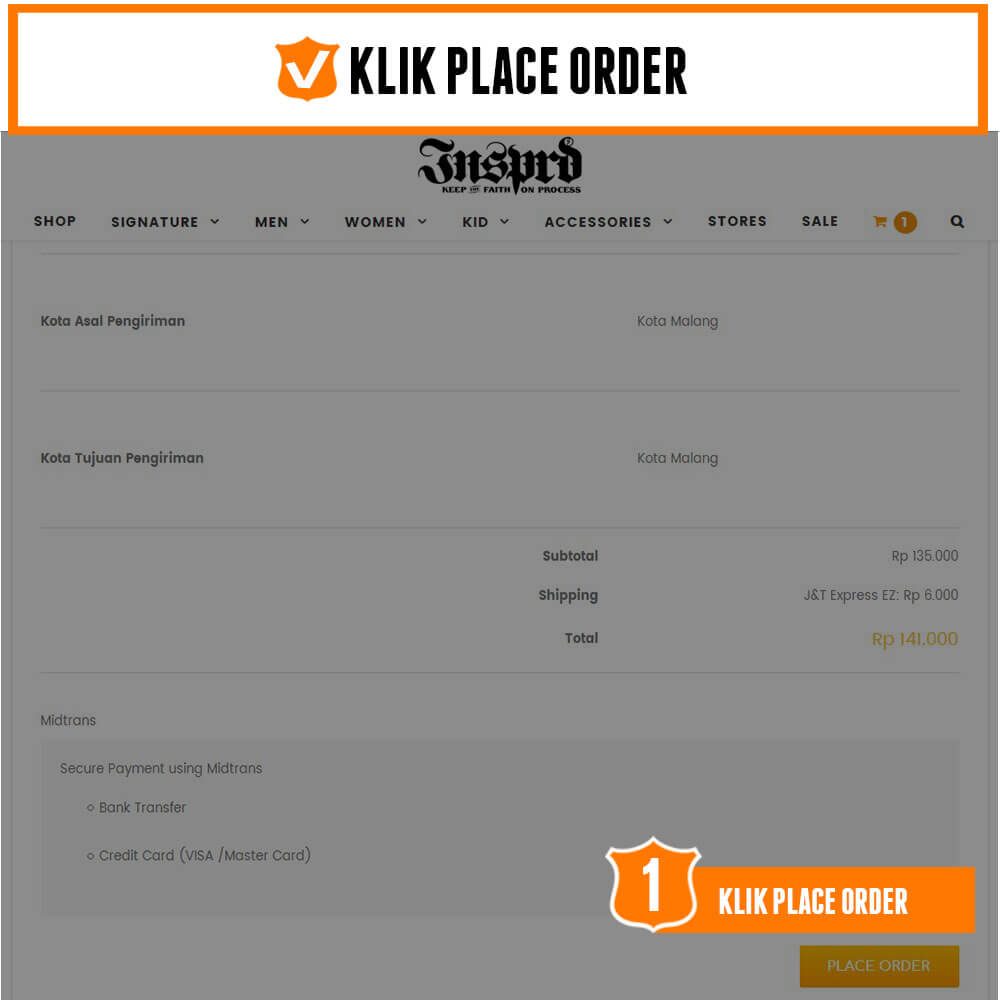 KLIK PLACE ORDER
Insprd
KEEP THE FAITH ON PROCESS
SHOP SIGNATURE MEN WOMEN KID ACCESSORIES STORES SALE 1
Kota Asal Pengiriman Kota Malang
Kota Tujuan Pengiriman Kota Malang
Subtotal Rp 135.000
Shipping J&T Express EZ: Rp 6.000
Total Rp 141.000
Midtrans
Secure Payment using Midtrans
Bank Transfer
Credit Card (VISA /Master Card)
1 KLIK PLACE ORDER
PLACE ORDER